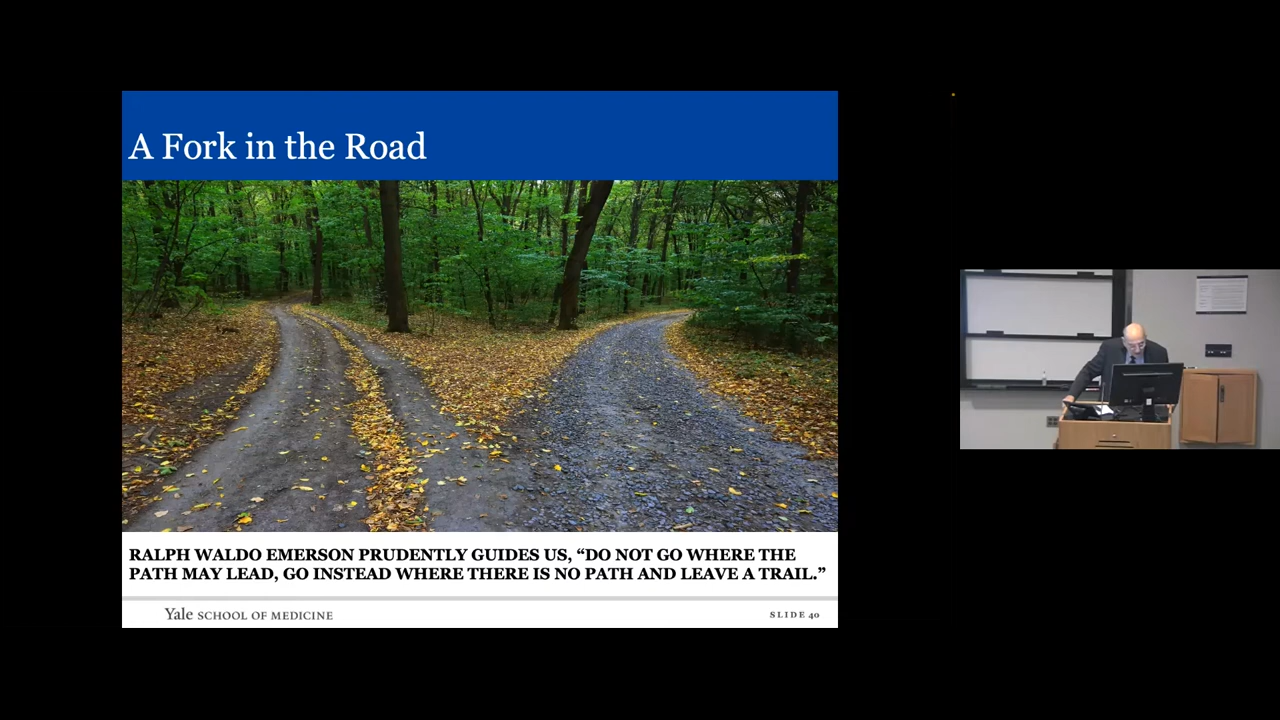 A Fork in the Road
RALPH WALDO EMERSON PRUDENTLY GUIDES US, “DO NOT GO WHERE THE
PATH MAY LEAD, GO INSTEAD WHERE THERE IS NO PATH AND LEAVE A TRAIL.”
Yale SCHOOL OF MEDICINE
SLIDE 40